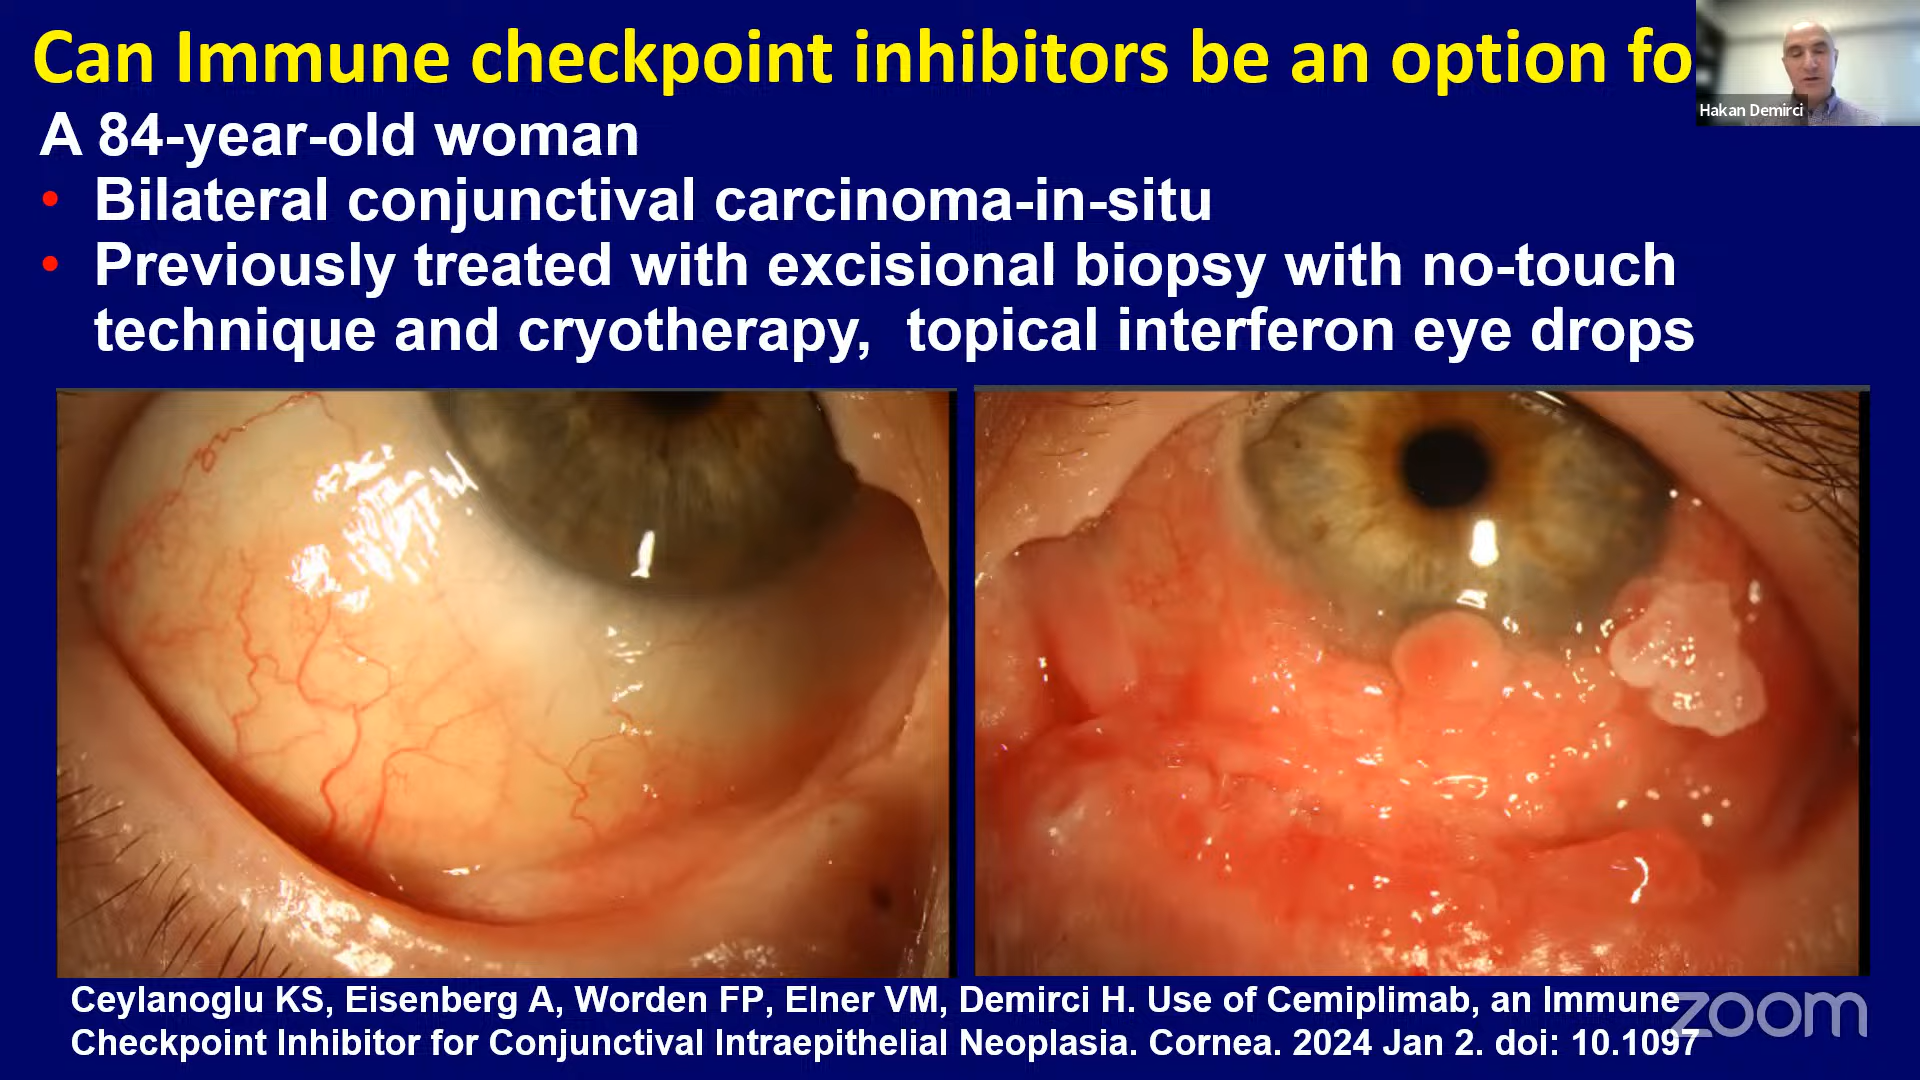 Can Immune checkpoint inhibitors be an option fo
Hakan Demirci
A 84-year-old woman
• Bilateral conjunctival carcinoma-in-situ
• Previously treated with excisional biopsy with no-touch
technique and cryotherapy, topical interferon eye drops
Ceylanoglu KS, Eisenberg A, Worden FP, Elner VM, Demirci H. Use of Cemiplimab, an Immune
Checkpoint Inhibitor for Conjunctival Intraepithelial Neoplasia. Cornea. 2024 Jan 2. doi: 10.1097
zoom